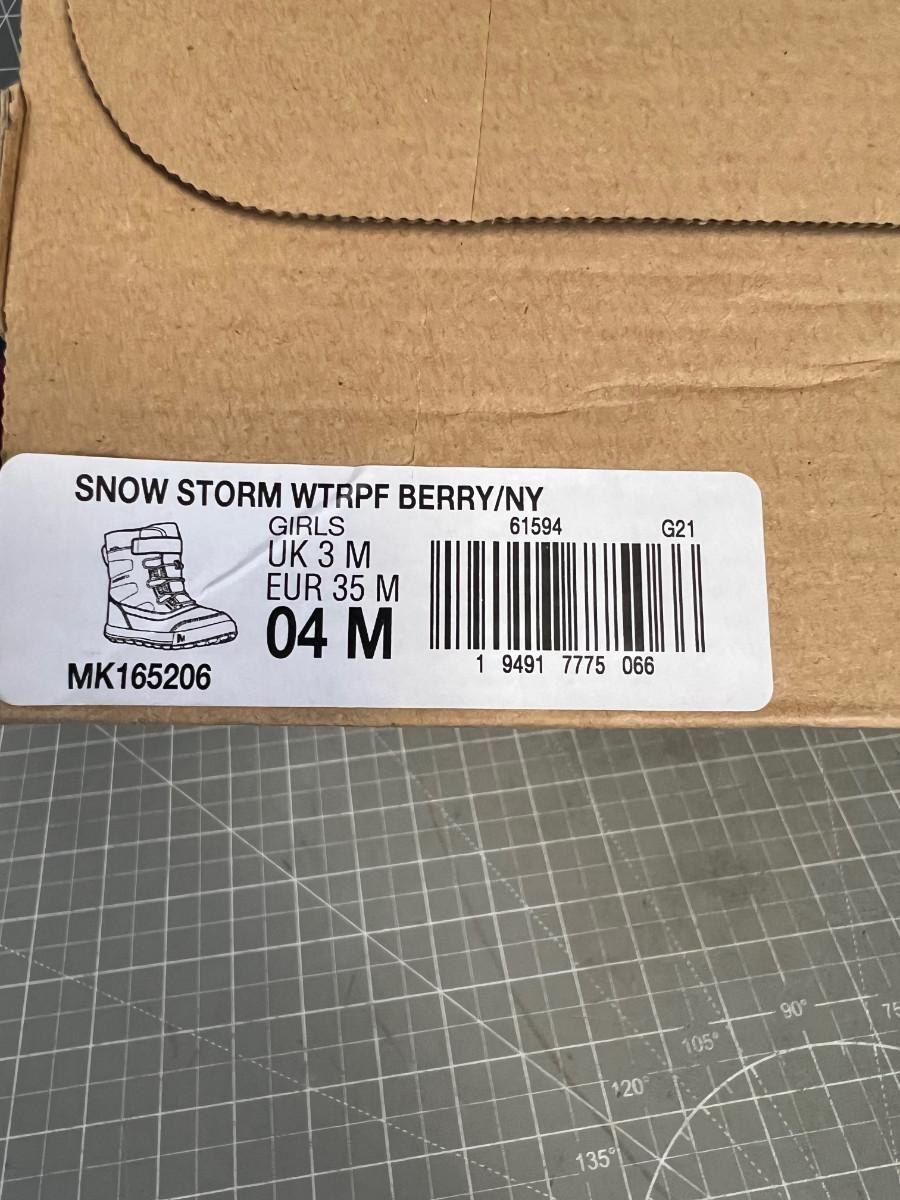 SNOW STORM WTRPF BERRY/NY
GIRLS
UK 3 M
EUR 35 M
04 M
MK165206
61594
G21
1 9491 7775 066
90°
75
105°
120°
135°